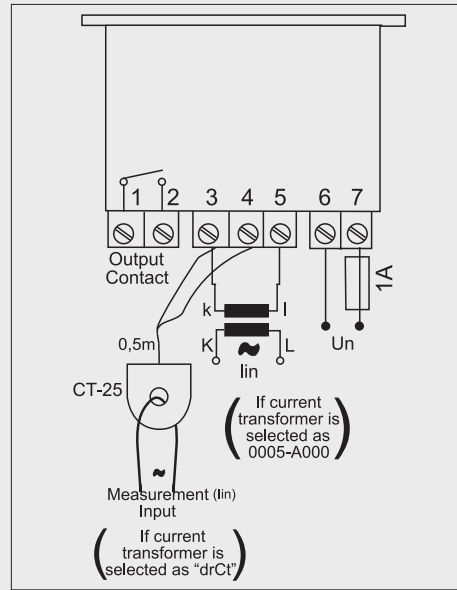 1 2 3 4 5 6 7
Output
Contact
1A
k l
0,5m
K L
Un
Iin
CT-25
If current
transformer is
selected as
0005-A000
Measurement (Iin)
Input
If current
transformer is
selected as “drCt”